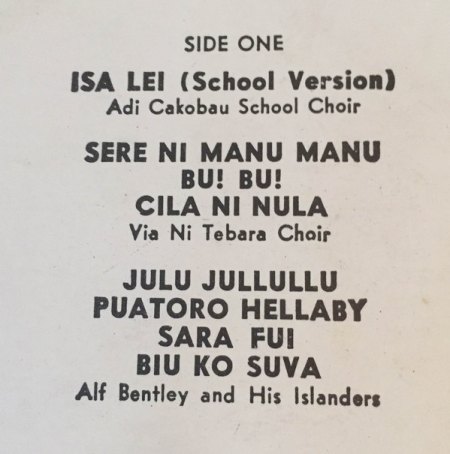 SIDE ONE
ISA LEI (School Version)
Adi Cakobau School Choir
SERE NI MANU MANU
BU! BU!
CILA NI NULA
Via Ni Tebara Choir
JULU JULLULLU
PUATORO HELLABY
SARA FUI
BIU KO SUVA
Alf Bentley and His Islanders